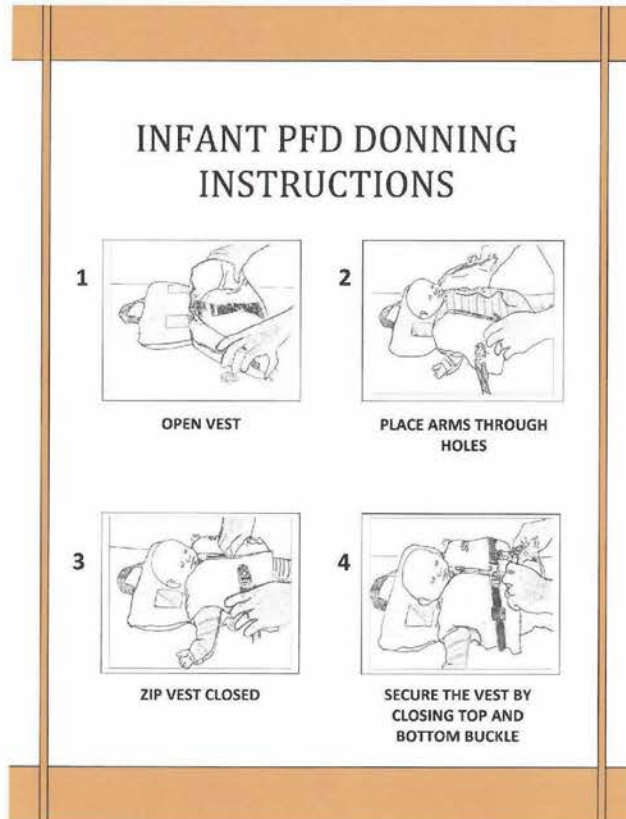 INFANT PFD DONNING
INSTRUCTIONS
1
OPEN VEST
2
PLACE ARMS THROUGH
HOLES
3
ZIP VEST CLOSED
4
SECURE THE VEST BY
CLOSING TOP AND
BOTTOM BUCKLE